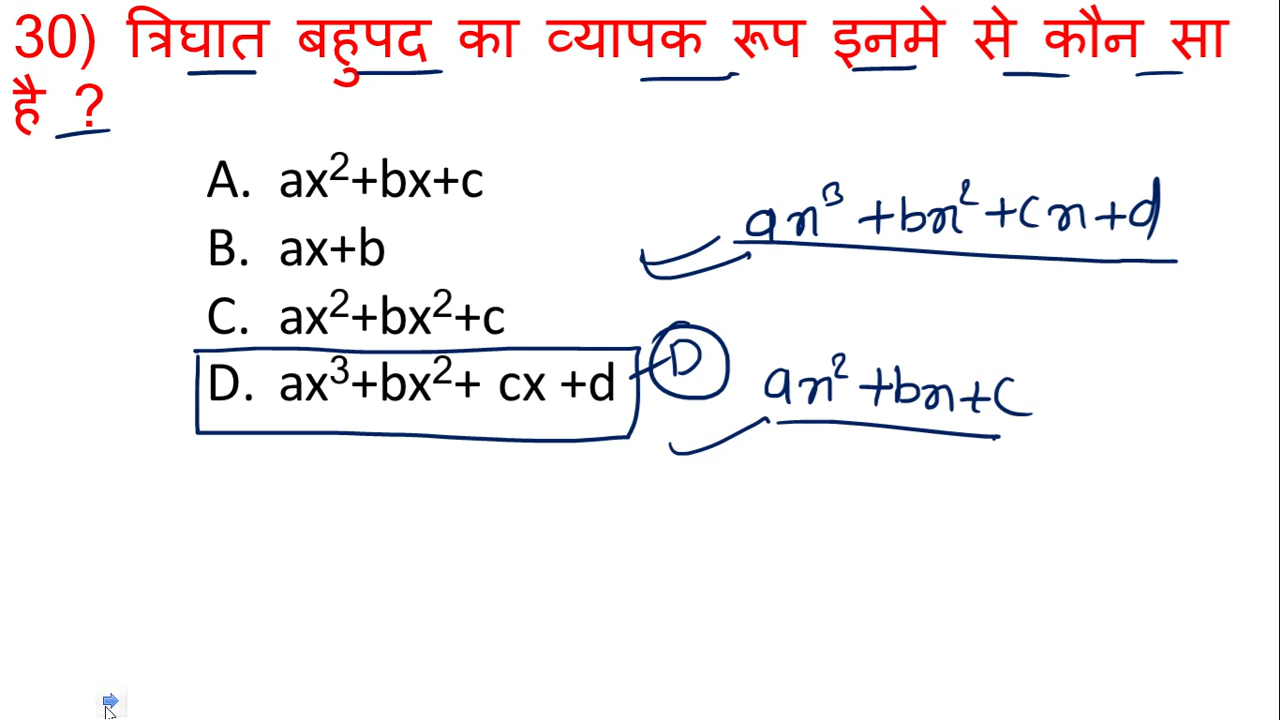 30) त्रिघात बहुपद का व्यापक रूप इनमे से कौन सा
है ?
A. ax²+bx+c
ax³+bx²+cx+d
B. ax+b
C. ax²+bx²+c
D. ax³+bx²+ cx +d
D
ax²+bx+c